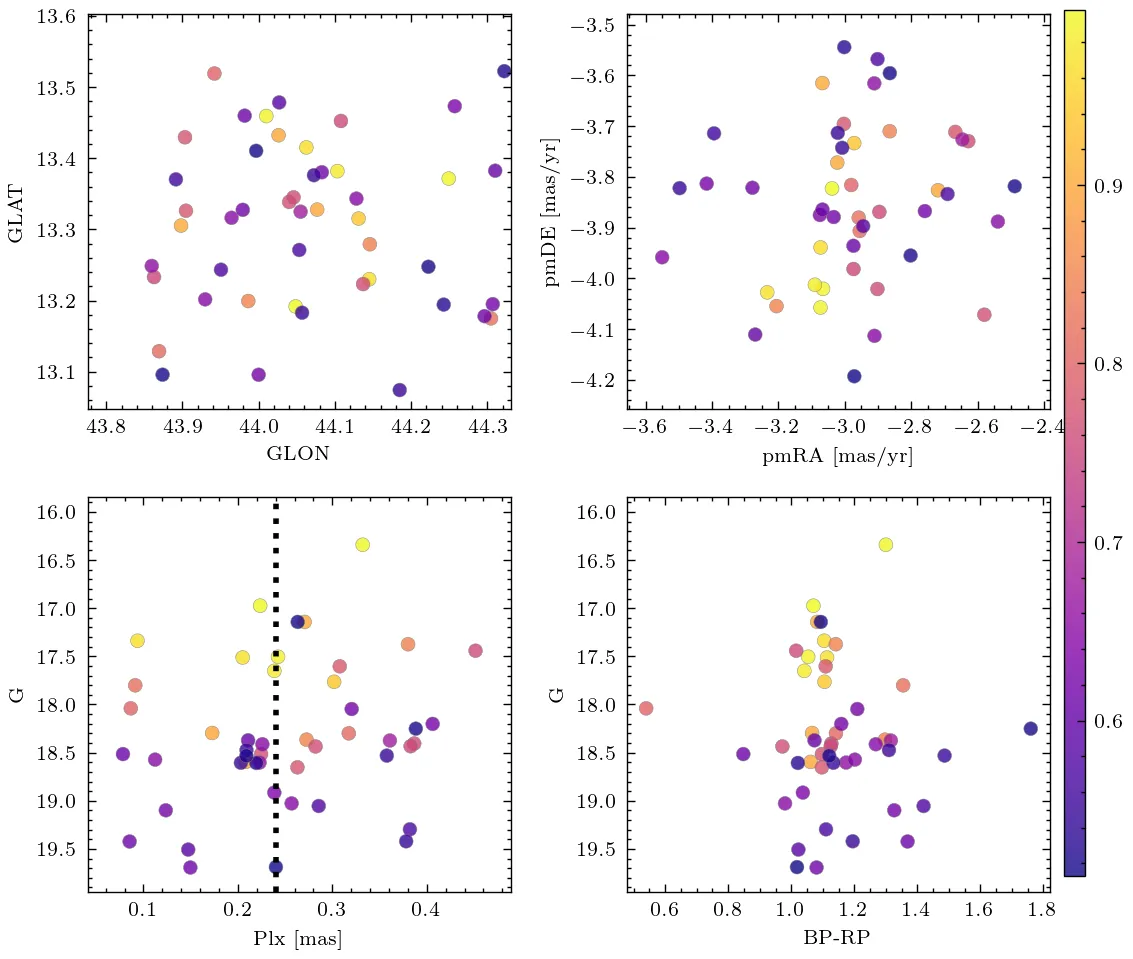 13.6
13.5
13.4
13.3
13.2
13.1
GLAT
43.8 43.9 44.0 44.1 44.2 44.3
GLON
−3.5
−3.6
−3.7
−3.8
−3.9
−4.0
−4.1
−4.2
pmDE [mas/yr]
−3.6 −3.4 −3.2 −3.0 −2.8 −2.6 −2.4
pmRA [mas/yr]
0.9
0.8
0.7
0.6
16.0
16.5
17.0
17.5
18.0
18.5
19.0
19.5
G
0.1 0.2 0.3 0.4
Plx [mas]
16.0
16.5
17.0
17.5
18.0
18.5
19.0
19.5
G
0.6 0.8 1.0 1.2 1.4 1.6 1.8
BP-RP